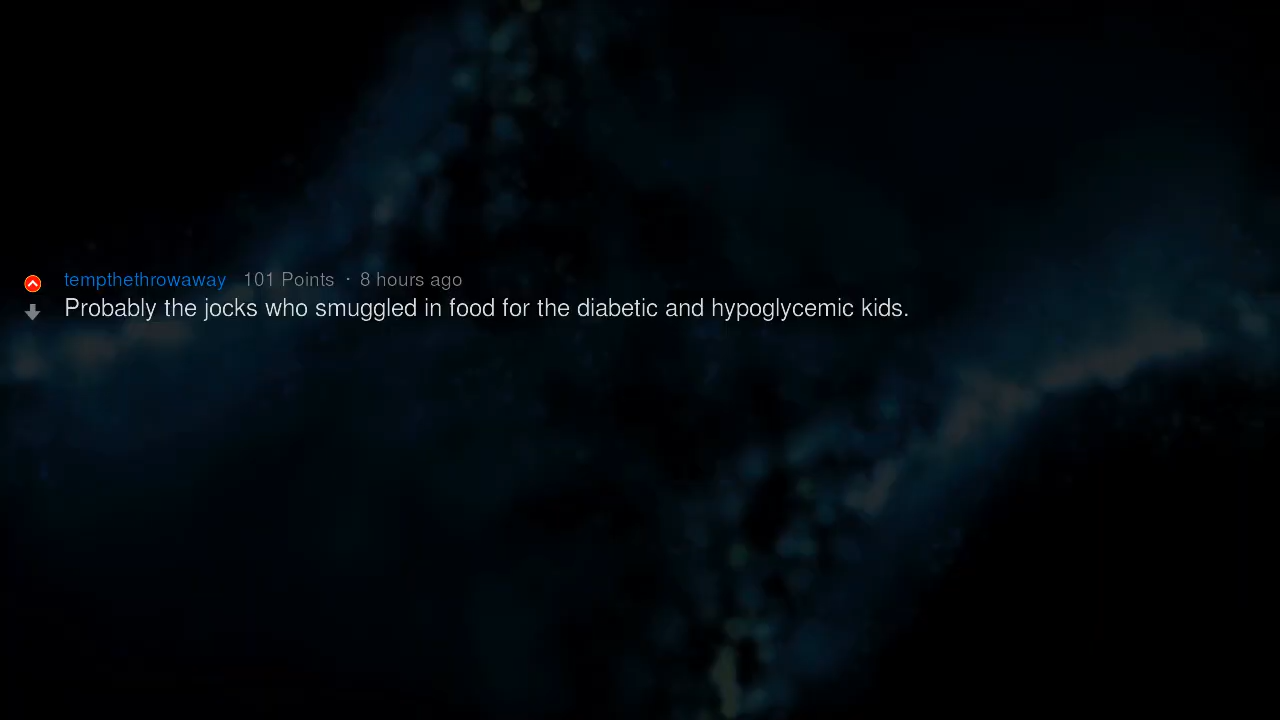 tempthethrowaway 101 Points · 8 hours ago
Probably the jocks who smuggled in food for the diabetic and hypoglycemic kids.